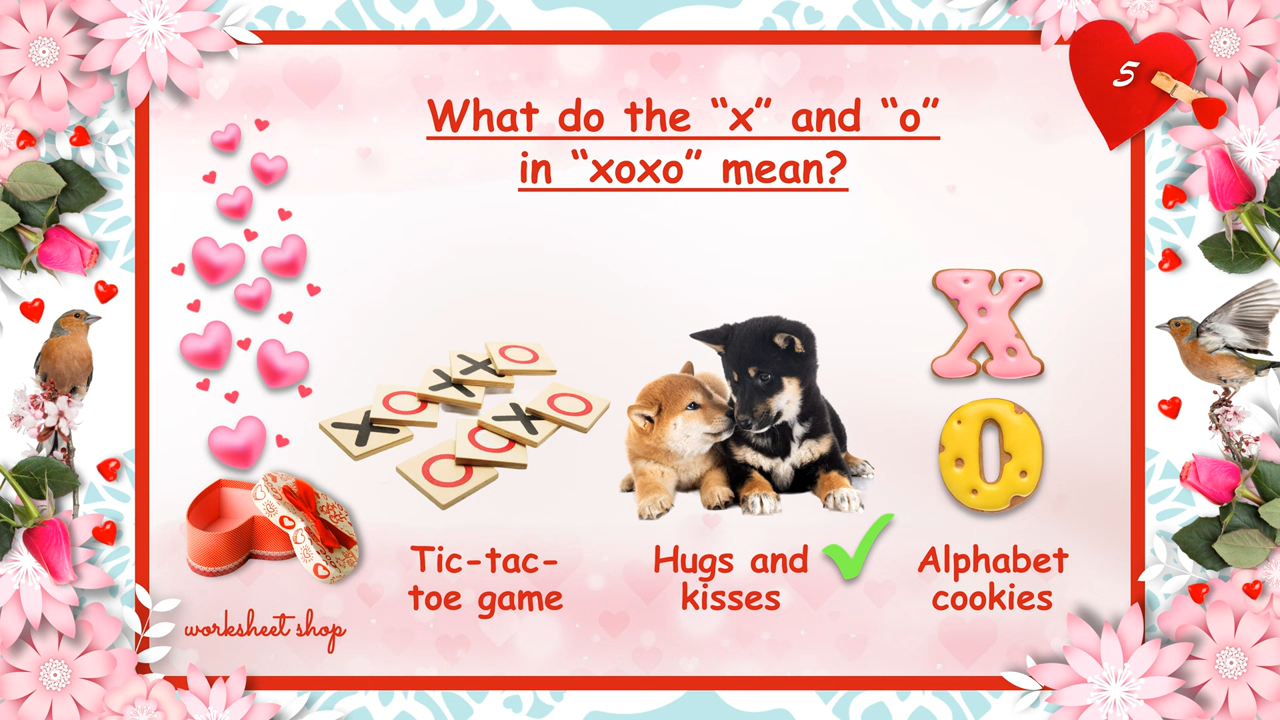 5
What do the “x” and “o”
in “xoxo” mean?
X O
X X O
O X O
O
X
O
Tic-tac-
toe game
Hugs and
kisses
Alphabet
cookies
worksheet shop